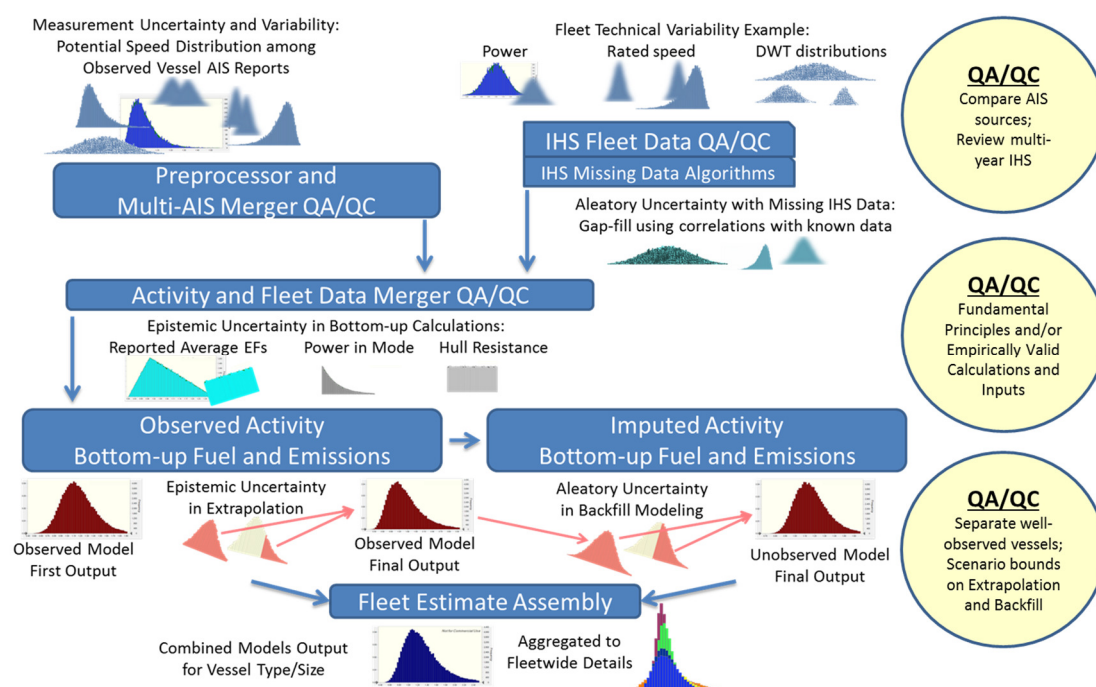 Measurement Uncertainty and Variability:
Potential Speed Distribution among
Observed Vessel AIS Reports
Fleet Technical Variability Example:
Power
Rated speed
DWT distributions
IHS Fleet Data QA/QC
IHS Missing Data Algorithms
Preprocessor and
Multi-AIS Merger QA/QC
Aleatory Uncertainty with Missing IHS Data:
Gap-fill using correlations with known data
Activity and Fleet Data Merger QA/QC
Epistemic Uncertainty in Bottom-up Calculations:
Reported Average EFs
Power in Mode
Hull Resistance
Observed Activity
Bottom-up Fuel and Emissions
Imputed Activity
Bottom-up Fuel and Emissions
Epistemic Uncertainty
in Extrapolation
Aleatory Uncertainty
in Backfill Modeling
Observed Model
First Output
Observed Model
Final Output
Unobserved Model
Final Output
Fleet Estimate Assembly
Combined Models Output
for Vessel Type/Size
Aggregated to
Fleetwide Details
QA/QC
Compare AIS
sources;
Review multi-
year IHS
QA/QC
Fundamental
Principles and/or
Empirically Valid
Calculations and
Inputs
QA/QC
Separate well-
observed vessels;
Scenario bounds
on Extrapolation
and Backfill